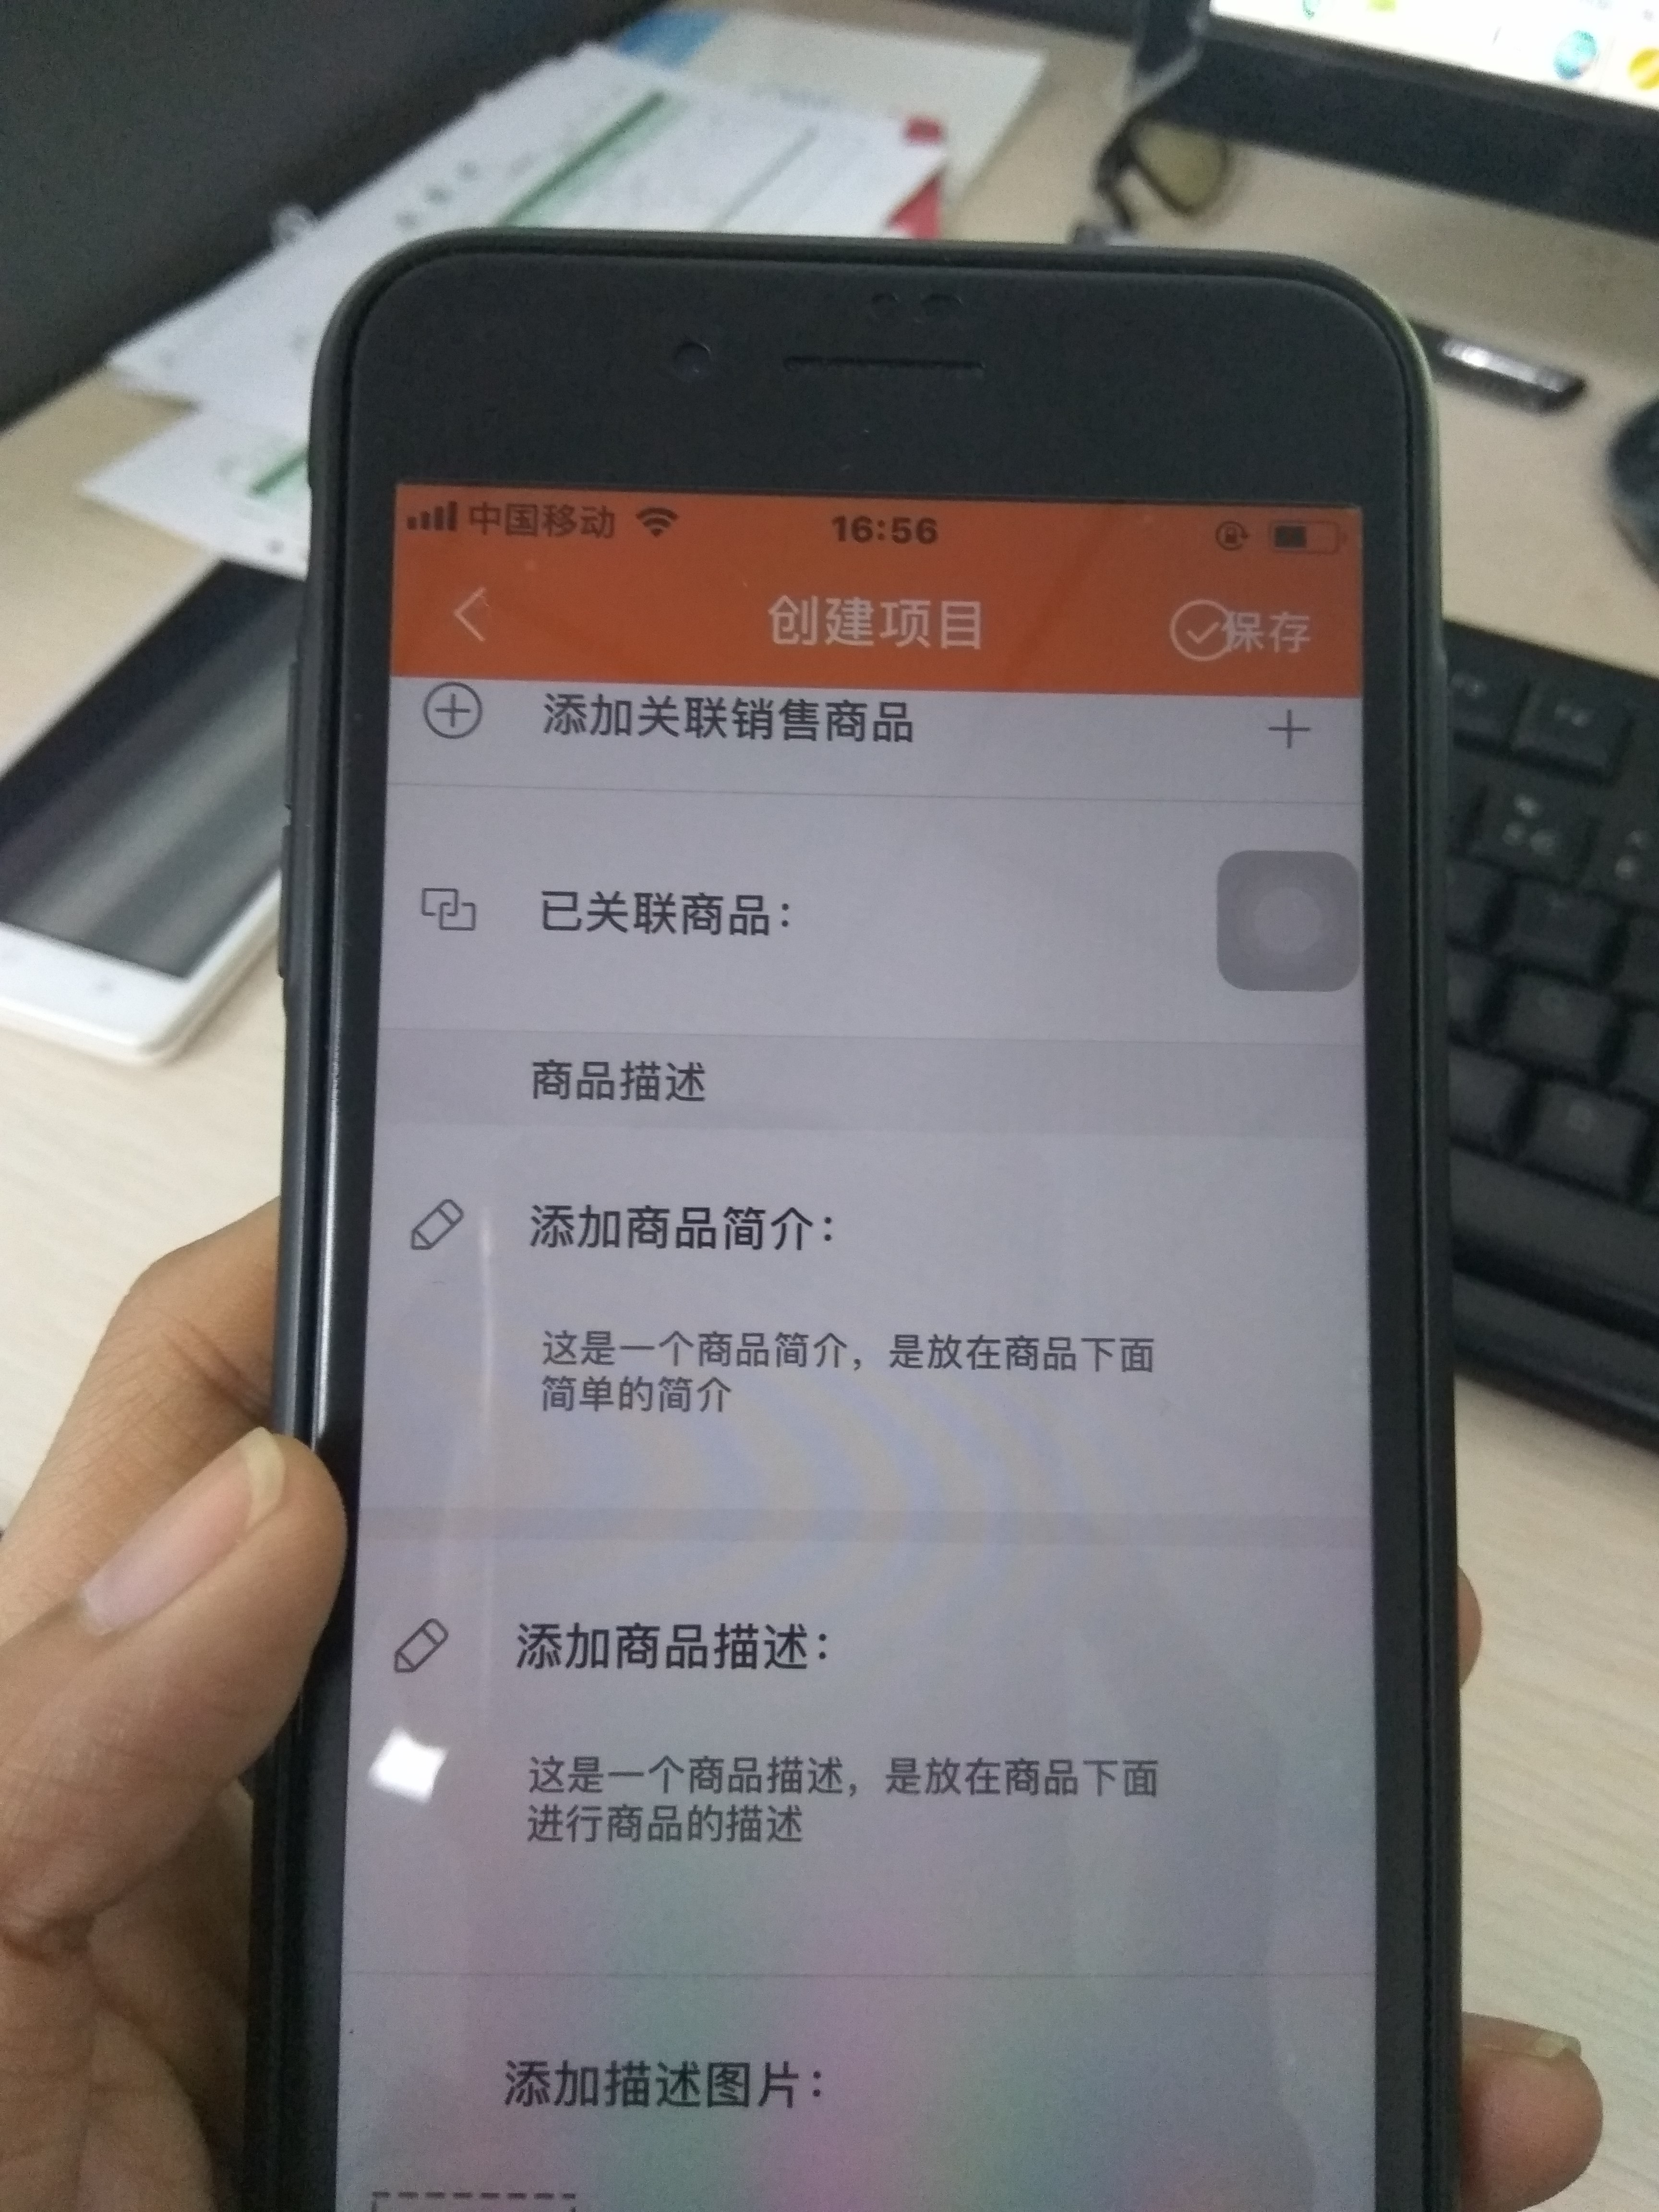 中国移动 16:56
创建项目 保存
添加关联销售商品
已关联商品：
商品描述
添加商品简介：
这是一个商品简介，是放在商品下面
简单的简介
添加商品描述：
这是一个商品描述，是放在商品下面
进行商品的描述
添加描述图片：